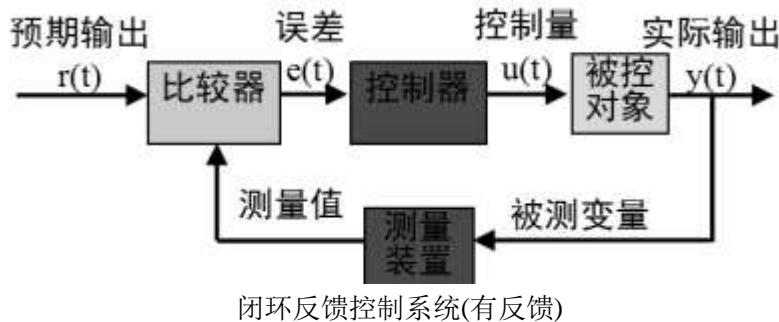 预期输出 误差 控制量 实际输出
r(t) 比较器 e(t) 控制器 u(t) 被控 y(t)
对象
测量值 测量 被测变量
装置
闭环反馈控制系统(有反馈)